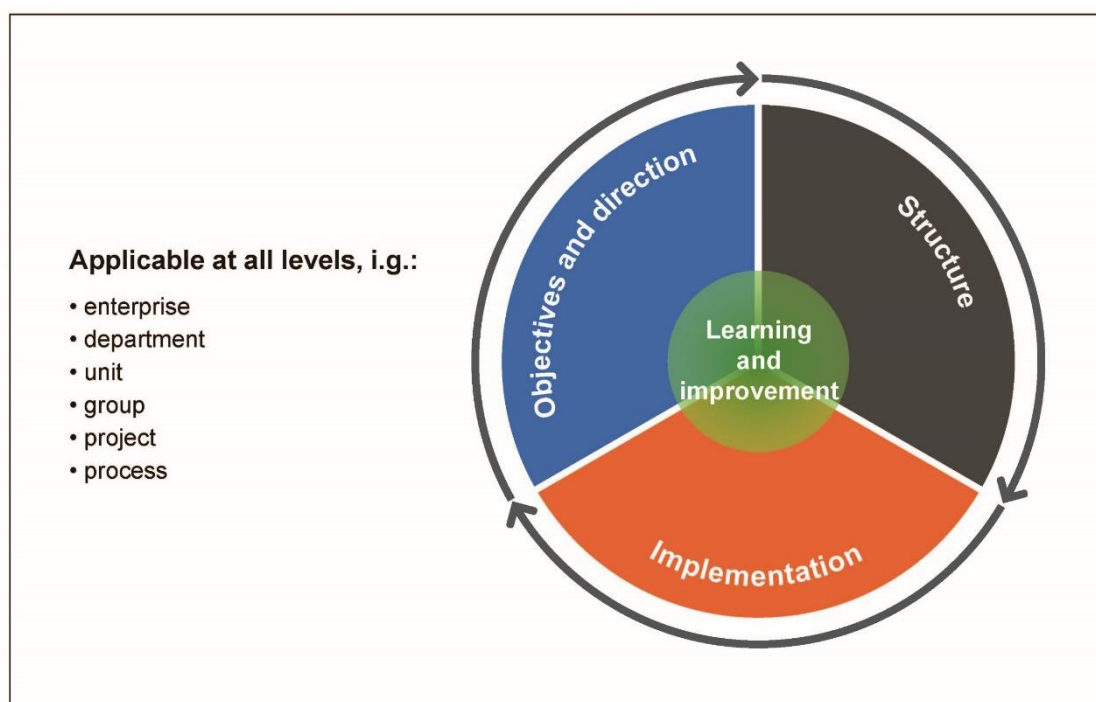 Applicable at all levels, i.g.:
• enterprise
• department
• unit
• group
• project
• process
Objectives and direction
Structure
Learning
and
improvement
Implementation